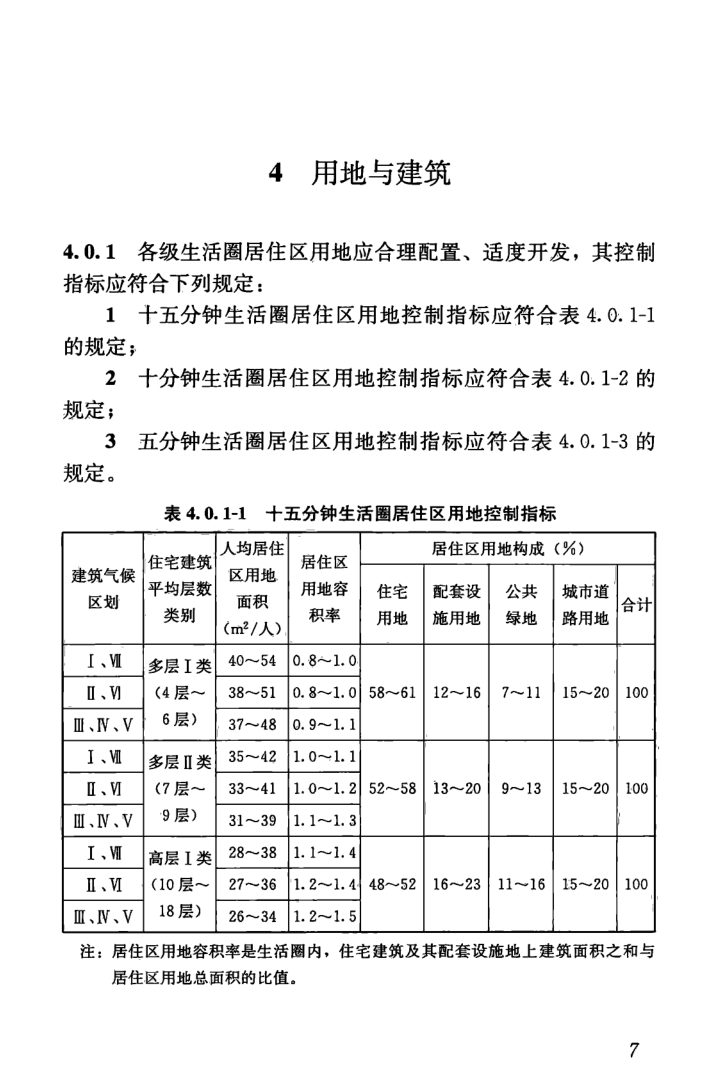 4 用地与建筑
4.0.1 各级生活圈居住区用地应合理配置、适度开发，其控制
指标应符合下列规定：
1 十五分钟生活圈居住区用地控制指标应符合表 4.0.1-1
的规定；
2 十分钟生活圈居住区用地控制指标应符合表 4.0.1-2 的
规定；
3 五分钟生活圈居住区用地控制指标应符合表 4.0.1-3 的
规定。
表 4.0.1-1 十五分钟生活圈居住区用地控制指标
建筑气候
区划
住宅建筑
平均层数
类别
人均居住
区用地
面积
（m²/人）
居住区
用地容
积率
居住区用地构成（%）
住宅
用地
配套设
施用地
公共
绿地
城市道
路用地
合计
Ⅰ、Ⅶ
多层Ⅰ类
（4层～
6层）
40～54
0.8～1.0
58～61
12～16
7～11
15～20
100
Ⅱ、Ⅵ
38～51
0.8～1.0
Ⅲ、Ⅳ、Ⅴ
37～48
0.9～1.1
Ⅰ、Ⅶ
多层Ⅱ类
（7层～
9层）
35～42
1.0～1.1
52～58
13～20
9～13
15～20
100
Ⅱ、Ⅵ
33～41
1.0～1.2
Ⅲ、Ⅳ、Ⅴ
31～39
1.1～1.3
Ⅰ、Ⅶ
高层Ⅰ类
（10层～
18层）
28～38
1.1～1.4
48～52
16～23
11～16
15～20
100
Ⅱ、Ⅵ
27～36
1.2～1.4
Ⅲ、Ⅳ、Ⅴ
26～34
1.2～1.5
注：居住区用地容积率是生活圈内，住宅建筑及其配套设施地上建筑面积之和与
居住区用地总面积的比值。
7